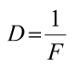 D = 1/F